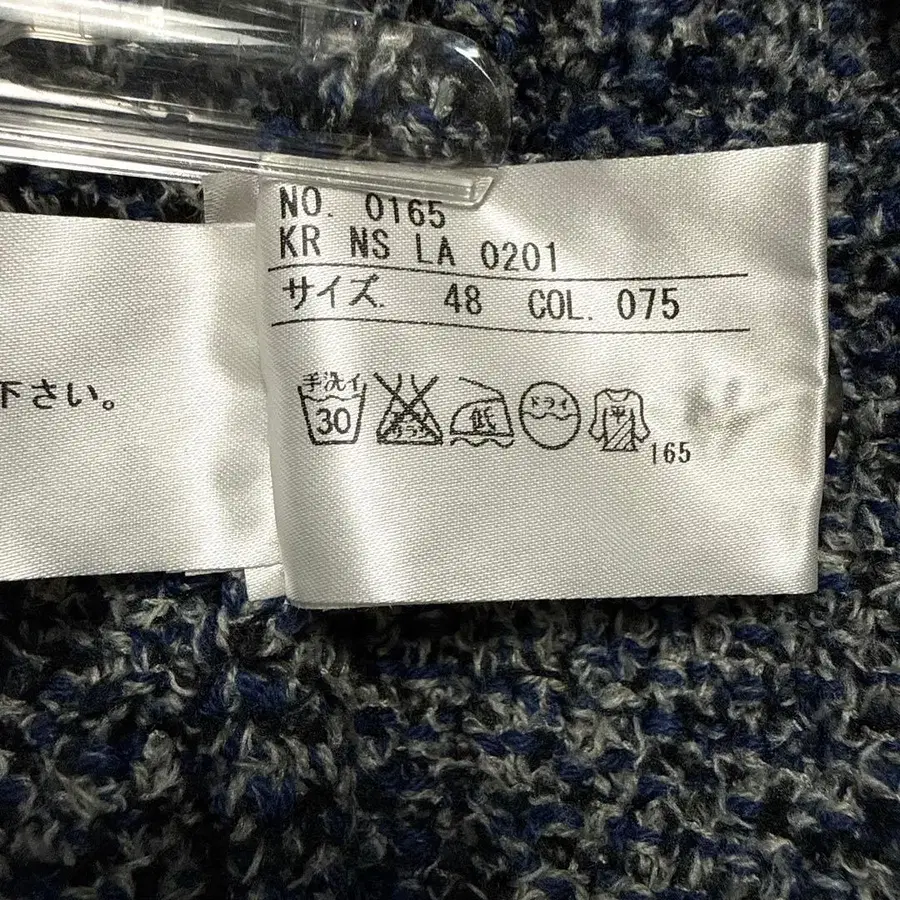 NO. 0165
KR NS LA 0201
サイズ. 48 COL. 075
手洗イ
30
低
ドライ
平
165
下さい。